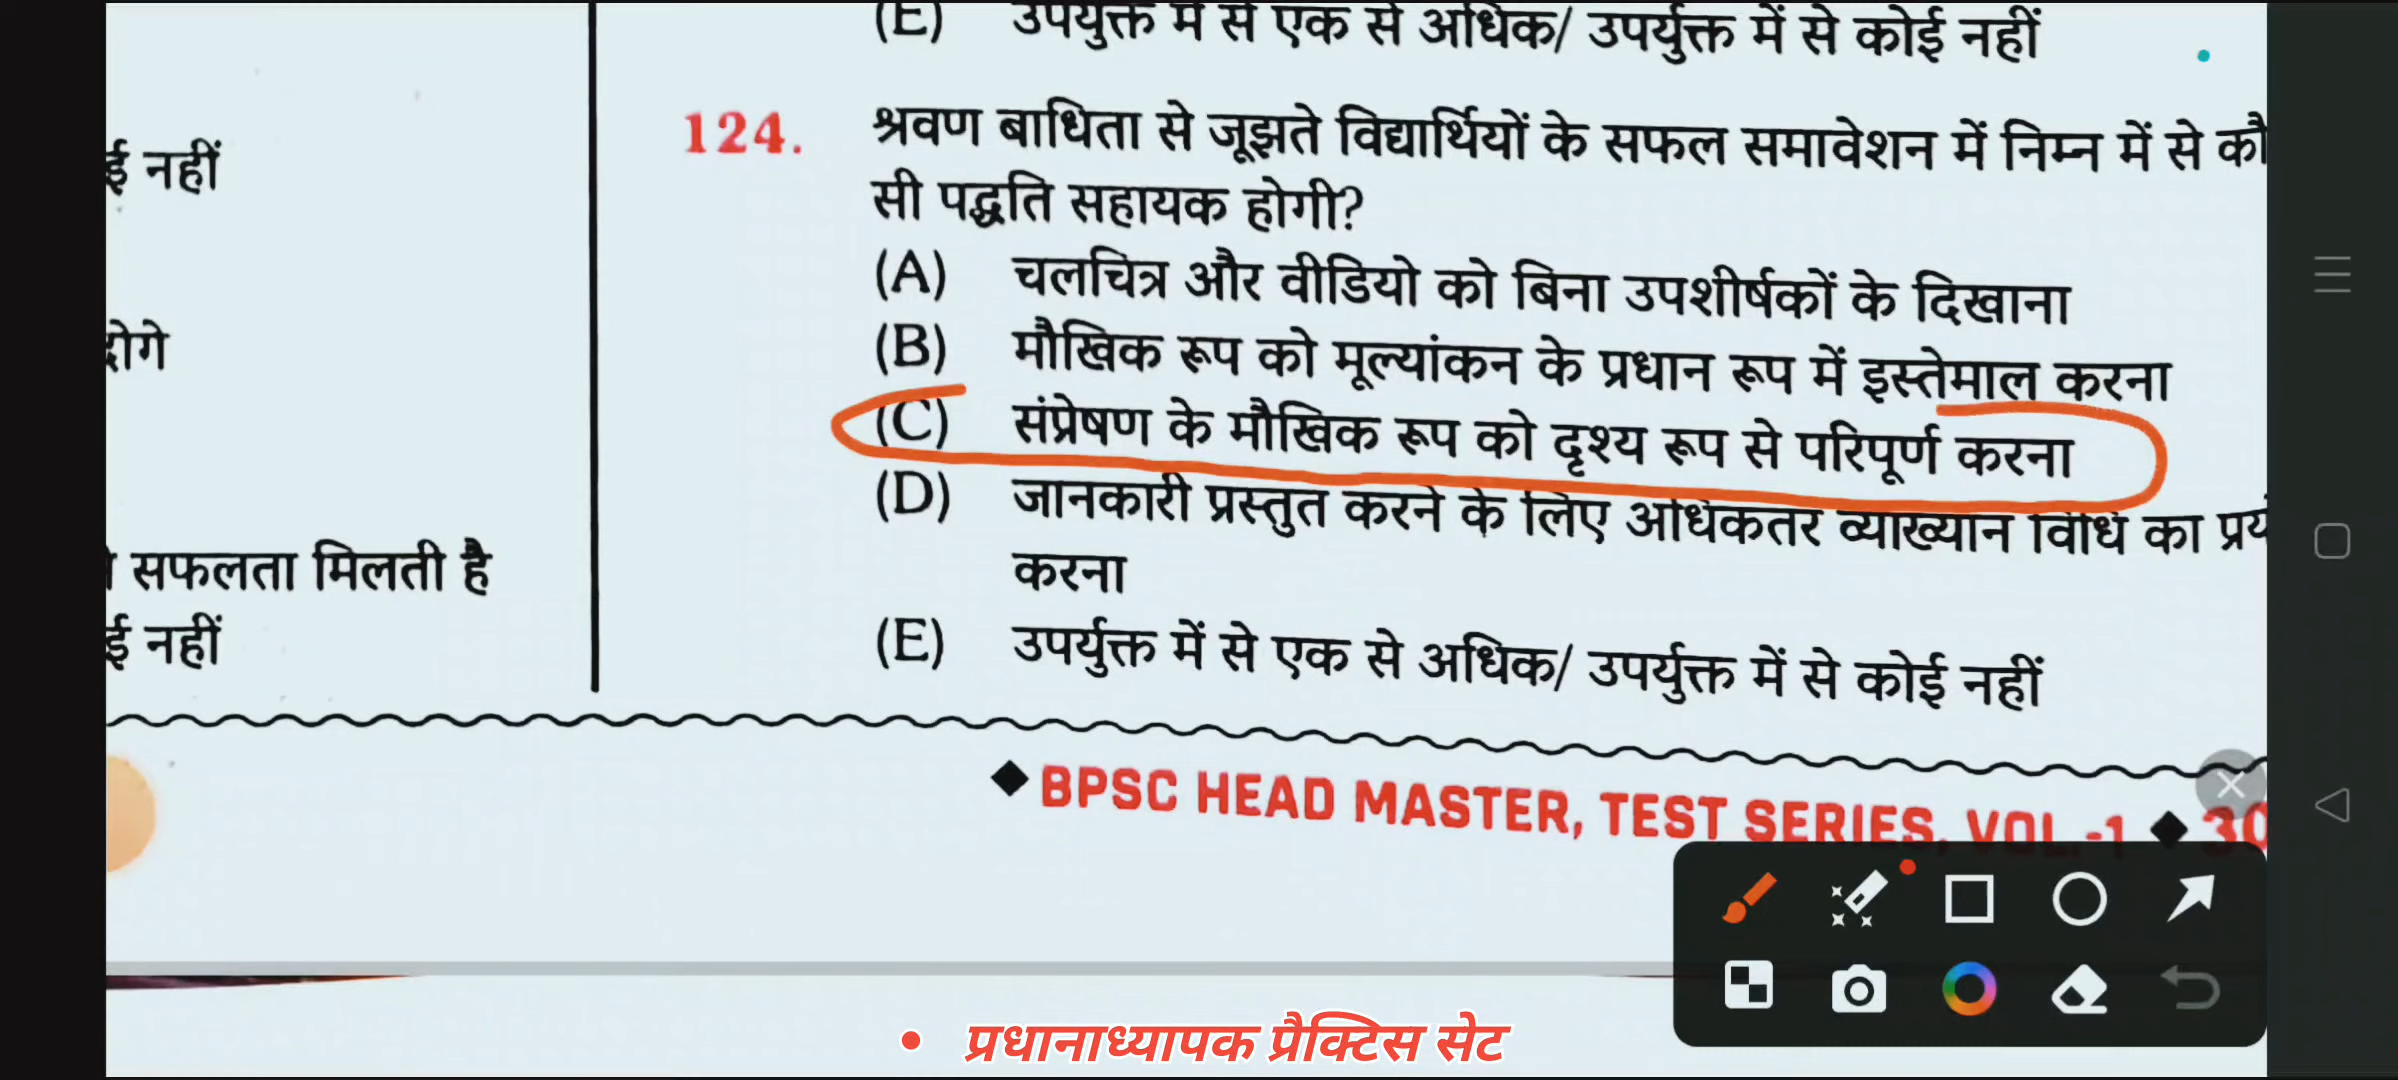 (E) उपर्युक्त में से एक से अधिक/ उपर्युक्त में से कोई नहीं
124. श्रवण बाधिता से जूझते विद्यार्थियों के सफल समावेशन में निम्न में से
सी पद्धति सहायक होगी?
(A) चलचित्र और वीडियो को बिना उपशीर्षकों के दिखाना
(B) मौखिक रूप को मूल्यांकन के प्रधान रूप में इस्तेमाल करना
(C) संप्रेषण के मौखिक रूप को दृश्य रूप से परिपूर्ण करना
(D) जानकारी प्रस्तुत करने के लिए अधिकतर व्याख्यान विधि का
करना
(E) उपर्युक्त में से एक से अधिक/ उपर्युक्त में से कोई नहीं
नहीं
सफलता मिलती है
नहीं
◆ BPSC HEAD MASTER, TEST SERIES, VOL.-1 ◆ 30
• प्रधानाध्यापक प्रैक्टिस सेट